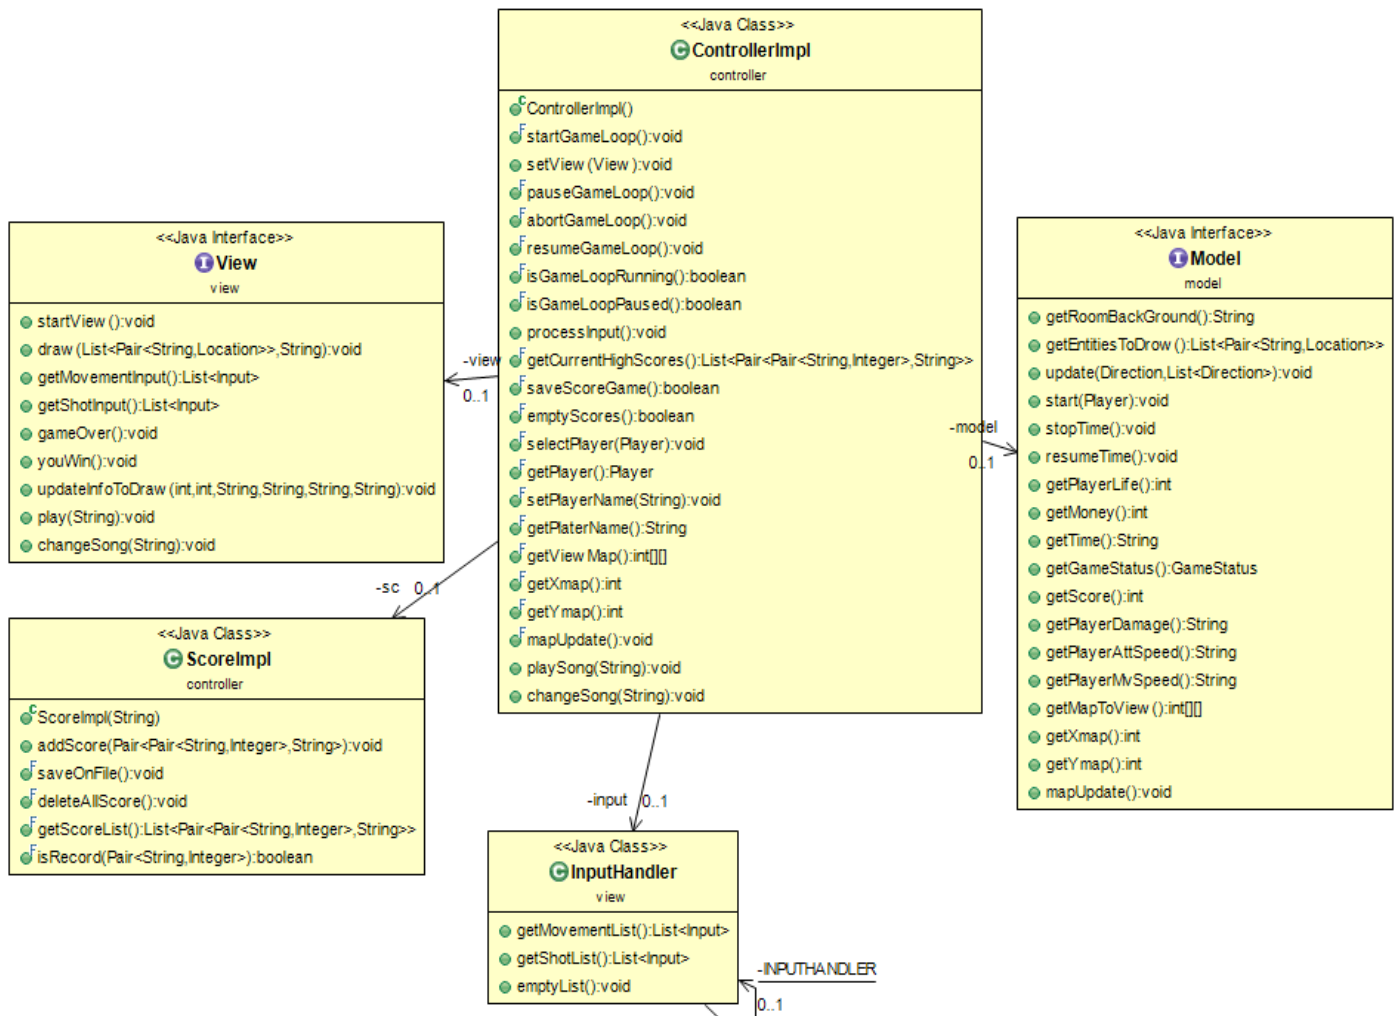 <<Java Class>>
ControllerImpl
controller
ControllerImpl()
startGameLoop():void
setView(View):void
pauseGameLoop():void
abortGameLoop():void
resumeGameLoop():void
isGameLoopRunning():boolean
isGameLoopPaused():boolean
processInput():void
getCurrentHighScores():List<Pair<Pair<String,Integer>,String>>
saveScoreGame():boolean
emptyScores():boolean
selectPlayer(Player):void
getPlayer():Player
setPlayerName(String):void
getPlaterName():String
getViewMap():int[][]
getXmap():int
getYmap():int
mapUpdate():void
playSong(String):void
changeSong(String):void
<<Java Interface>>
View
view
startView():void
draw(List<Pair<String,Location>>,String):void
getMovementInput():List<Input>
getShotInput():List<Input>
gameOver():void
youWin():void
updateInfoToDraw(int,int,String,String,String,String):void
play(String):void
changeSong(String):void
-view
0..1
<<Java Interface>>
Model
model
getRoomBackGround():String
getEntitiesToDrow():List<Pair<String,Location>>
update(Direction,List<Direction>):void
start(Player):void
stopTime():void
resumeTime():void
getPlayerLife():int
getMoney():int
getTime():String
getGameStatus():GameStatus
getScore():int
getPlayerDamage():String
getPlayerAttSpeed():String
getPlayerMvSpeed():String
getMapToView():int[][]
getXmap():int
getYmap():int
mapUpdate():void
-model
0..1
-sc 0..1
<<Java Class>>
ScoreImpl
controller
ScoreImpl(String)
addScore(Pair<Pair<String,Integer>,String>):void
saveOnFile():void
deleteAllScore():void
getScoreList():List<Pair<Pair<String,Integer>,String>>
isRecord(Pair<String,Integer>):boolean
-input 0..1
<<Java Class>>
InputHandler
view
getMovementList():List<Input>
getShotList():List<Input>
emptyList():void
-INPUTHANDLER
0..1